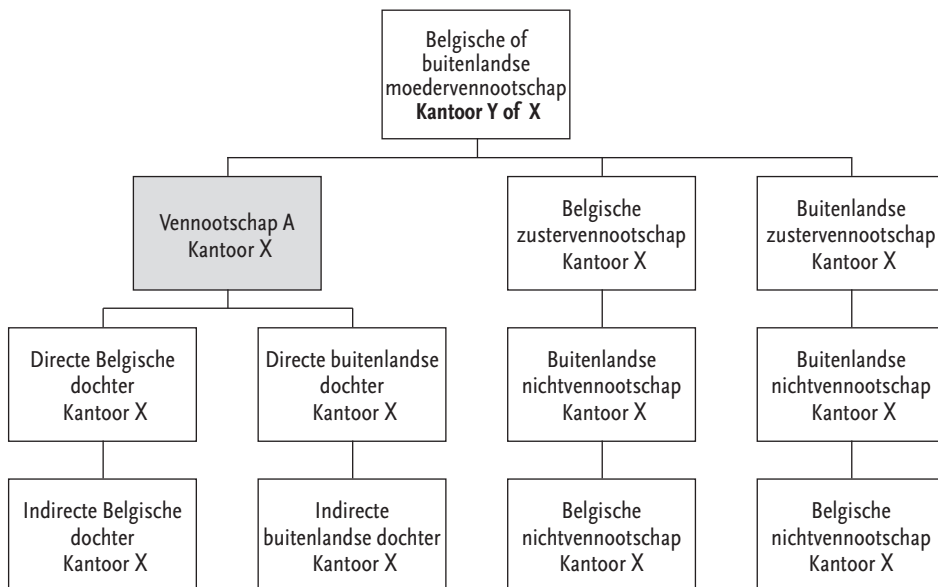 Belgische of
buitenlandse
moedervennootschap
Kantoor Y of X
Vennootschap A
Kantoor X
Belgische
zustervennootschap
Kantoor X
Buitenlandse
zustervennootschap
Kantoor X
Directe Belgische
dochter
Kantoor X
Directe buitenlandse
dochter
Kantoor X
Buitenlandse
nichtvennootschap
Kantoor X
Buitenlandse
nichtvennootschap
Kantoor X
Indirecte Belgische
dochter
Kantoor X
Indirecte
buitenlandse dochter
Kantoor X
Belgische
nichtvennootschap
Kantoor X
Belgische
nichtvennootschap
Kantoor X